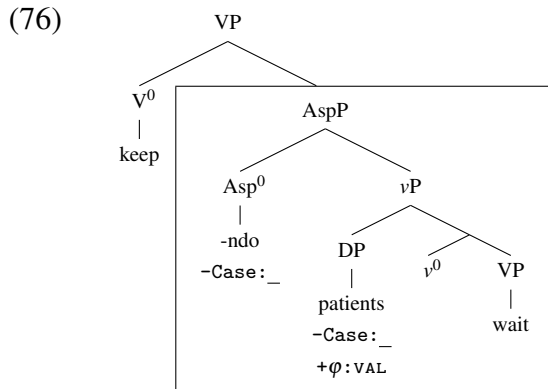 (76)
VP
V⁰
keep
AspP
Asp⁰
-ndo
-Case:_
vP
DP
patients
-Case:_
+φ:VAL
v⁰
VP
wait